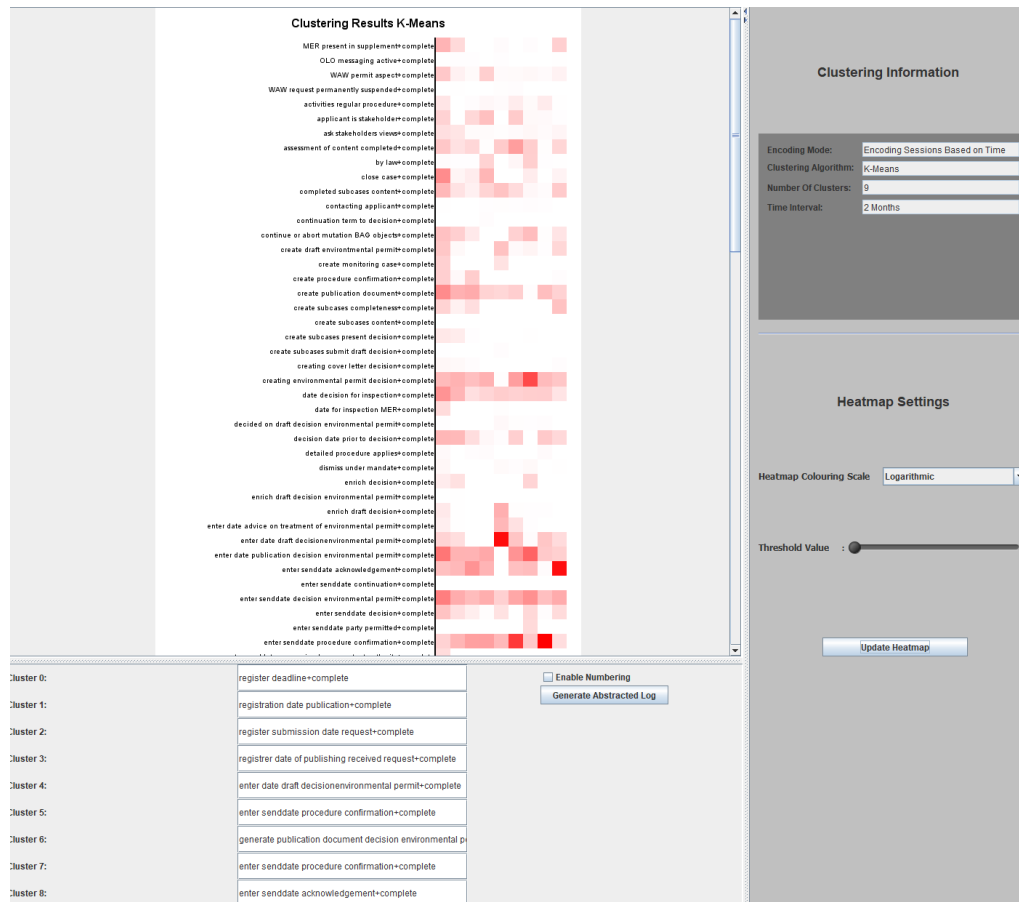 Clustering Results K-Means
MER present in supplement+complete
OLO messaging active+complete
WAW permit aspect+complete
WAW request permanently suspended+complete
activities regular procedure+complete
applicant is stakeholder+complete
ask stakeholders views+complete
assessment of content completed+complete
by law+complete
close case+complete
completed subcases content+complete
contacting applicant+complete
continuation term to decision+complete
continue or abort mutation BAG objects+complete
create draft environtmental permit+complete
create monitoring case+complete
create procedure confirmation+complete
create publication document+complete
create subcases completeness+complete
create subcases content+complete
create subcases present decision+complete
create subcases submit draft decision+complete
creating cover letter decision+complete
creating environmental permit decision+complete
date decision for inspection+complete
date for inspection MER+complete
decided on draft decision environmental permit+complete
decision date prior to decision+complete
detailed procedure applies+complete
dismiss under mandate+complete
enrich decision+complete
enrich draft decision environmental permit+complete
enrich draft decision+complete
enter date advice on treatment of environmental permit+complete
enter date draft decisionenvironmental permit+complete
enter date publication decision environmental permit+complete
enter senddate acknowledgement+complete
enter senddate continuation+complete
enter senddate decision environmental permit+complete
enter senddate decision+complete
enter senddate party permitted+complete
enter senddate procedure confirmation+complete
Clustering Information
Encoding Mode: Encoding Sessions Based on Time
Clustering Algorithm: K-Means
Number Of Clusters: 9
Time Interval: 2 Months
Heatmap Settings
Heatmap Colouring Scale Logarithmic
Threshold Value :
Update Heatmap
Cluster 0: register deadline+complete
Cluster 1: registration date publication+complete
Cluster 2: register submission date request+complete
Cluster 3: registrer date of publishing received request+complete
Cluster 4: enter date draft decisionenvironmental permit+complete
Cluster 5: enter senddate procedure confirmation+complete
Cluster 6: generate publication document decision environmental
Cluster 7: enter senddate procedure confirmation+complete
Cluster 8: enter senddate acknowledgement+complete
Enable Numbering
Generate Abstracted Log